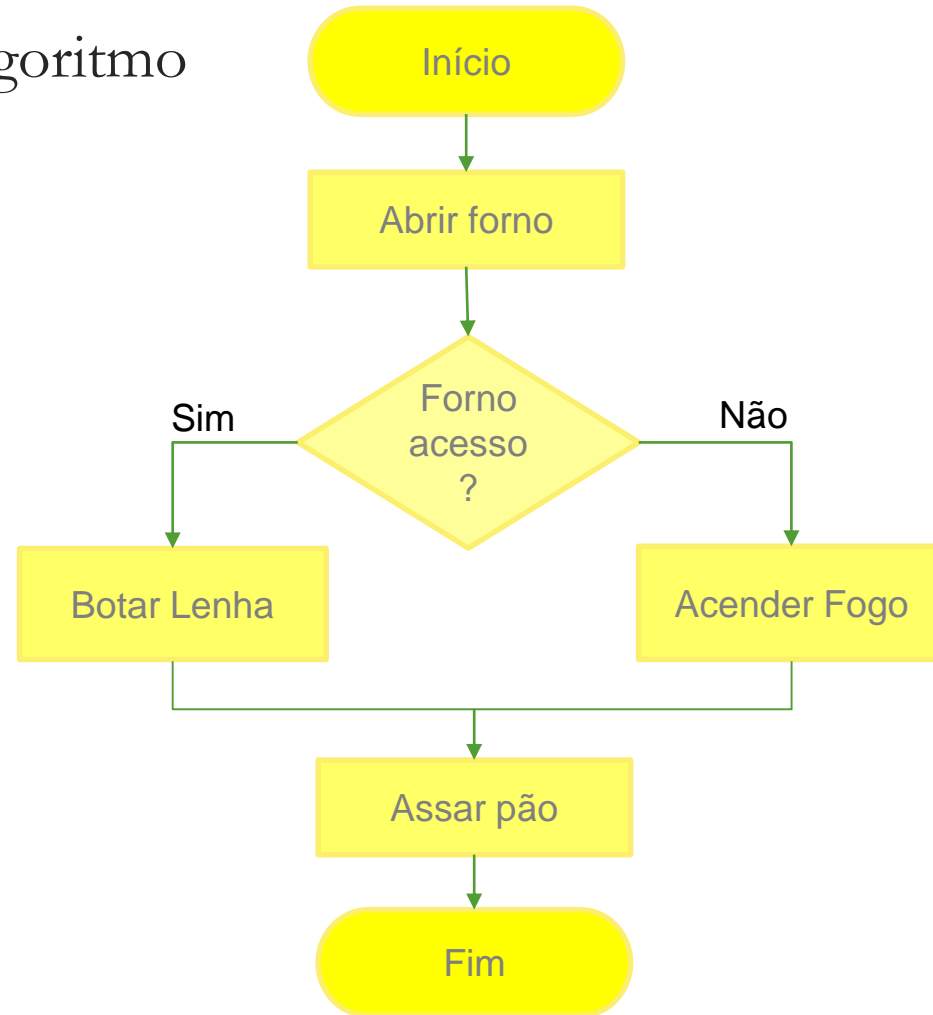 goritmo
Início
Abrir forno
Forno
acesso
?
Sim
Não
Botar Lenha
Acender Fogo
Assar pão
Fim